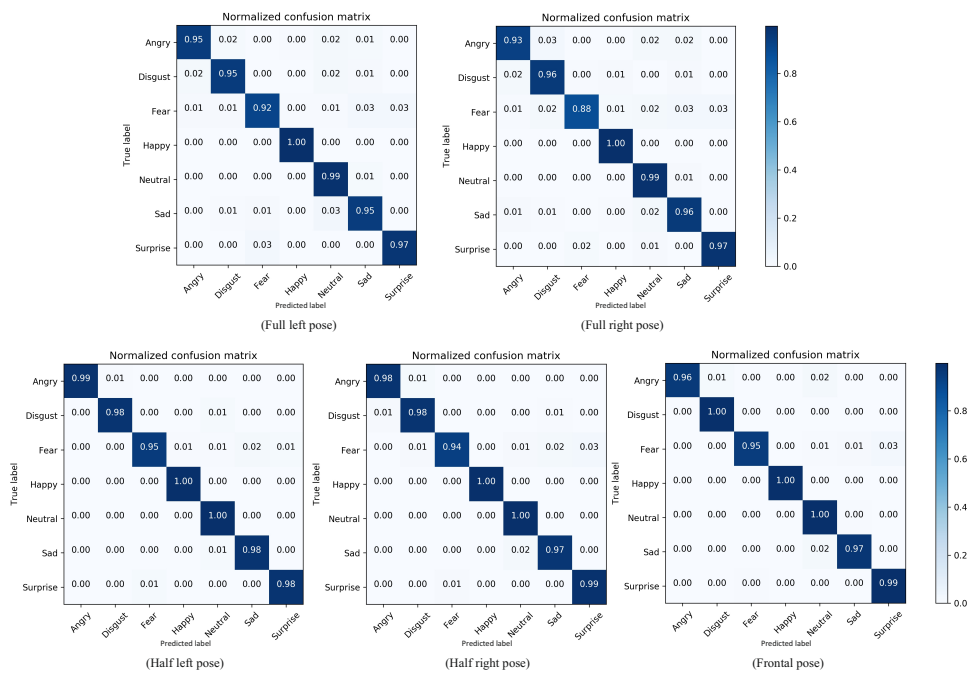 Normalized confusion matrix
True label
Angry 0.95 0.02 0.00 0.00 0.02 0.01 0.00
Disgust 0.02 0.95 0.00 0.00 0.02 0.01 0.00
Fear 0.01 0.01 0.92 0.00 0.01 0.03 0.03
Happy 0.00 0.00 0.00 1.00 0.00 0.00 0.00
Neutral 0.00 0.00 0.00 0.00 0.99 0.01 0.00
Sad 0.00 0.01 0.01 0.00 0.03 0.95 0.00
Surprise 0.00 0.00 0.03 0.00 0.00 0.00 0.97
Angry Disgust Fear Happy Neutral Sad Surprise
Predicted label
(Full left pose)
Normalized confusion matrix
True label
Angry 0.93 0.03 0.00 0.00 0.02 0.02 0.00
Disgust 0.02 0.96 0.00 0.01 0.00 0.01 0.00
Fear 0.01 0.02 0.88 0.01 0.02 0.03 0.03
Happy 0.00 0.00 0.00 1.00 0.00 0.00 0.00
Neutral 0.00 0.00 0.00 0.00 0.99 0.01 0.00
Sad 0.01 0.01 0.00 0.00 0.02 0.96 0.00
Surprise 0.00 0.00 0.02 0.00 0.01 0.00 0.97
Angry Disgust Fear Happy Neutral Sad Surprise
Predicted label
(Full right pose)
0.8
0.6
0.4
0.2
0.0
Normalized confusion matrix
True label
Angry 0.99 0.01 0.00 0.00 0.00 0.00 0.00
Disgust 0.00 0.98 0.00 0.00 0.01 0.00 0.00
Fear 0.00 0.00 0.95 0.01 0.01 0.02 0.01
Happy 0.00 0.00 0.00 1.00 0.00 0.00 0.00
Neutral 0.00 0.00 0.00 0.00 1.00 0.00 0.00
Sad 0.00 0.00 0.00 0.00 0.01 0.98 0.00
Surprise 0.00 0.00 0.01 0.00 0.00 0.00 0.98
Angry Disgust Fear Happy Neutral Sad Surprise
Predicted label
(Half left pose)
Normalized confusion matrix
True label
Angry 0.98 0.01 0.00 0.00 0.00 0.00 0.00
Disgust 0.01 0.98 0.00 0.00 0.00 0.01 0.00
Fear 0.00 0.01 0.94 0.00 0.01 0.02 0.03
Happy 0.00 0.00 0.00 1.00 0.00 0.00 0.00
Neutral 0.00 0.00 0.00 0.00 1.00 0.00 0.00
Sad 0.00 0.00 0.00 0.00 0.02 0.97 0.00
Surprise 0.00 0.00 0.01 0.00 0.00 0.00 0.99
Angry Disgust Fear Happy Neutral Sad Surprise
Predicted label
(Half right pose)
Normalized confusion matrix
True label
Angry 0.96 0.01 0.00 0.00 0.02 0.00 0.00
Disgust 0.00 1.00 0.00 0.00 0.00 0.00 0.00
Fear 0.00 0.00 0.95 0.00 0.01 0.01 0.03
Happy 0.00 0.00 0.00 1.00 0.00 0.00 0.00
Neutral 0.00 0.00 0.00 0.00 1.00 0.00 0.00
Sad 0.00 0.00 0.00 0.00 0.02 0.97 0.00
Surprise 0.00 0.00 0.00 0.00 0.00 0.00 0.99
Angry Disgust Fear Happy Neutral Sad Surprise
Predicted label
(Frontal pose)
0.8
0.6
0.4
0.2
0.0